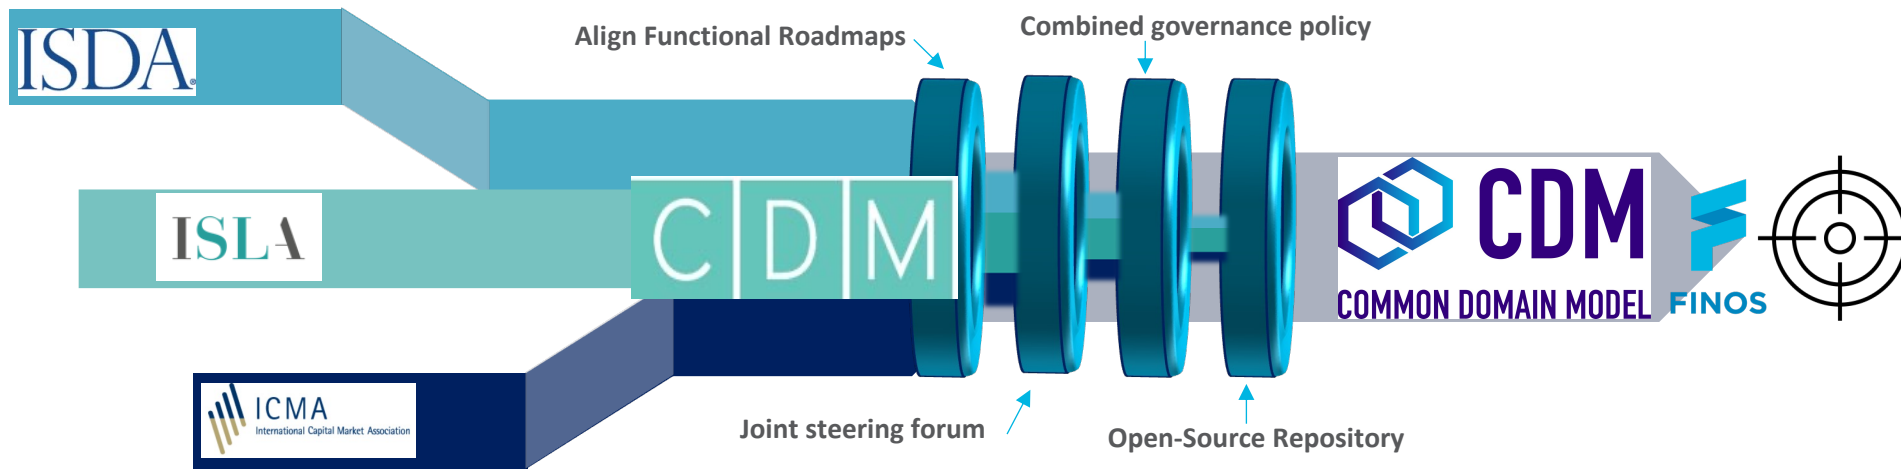 ISDA®
Align Functional Roadmaps
Combined governance policy
ISLA
C D M
CDM
COMMON DOMAIN MODEL
FINOS
ICMA
International Capital Market Association
Joint steering forum
Open-Source Repository